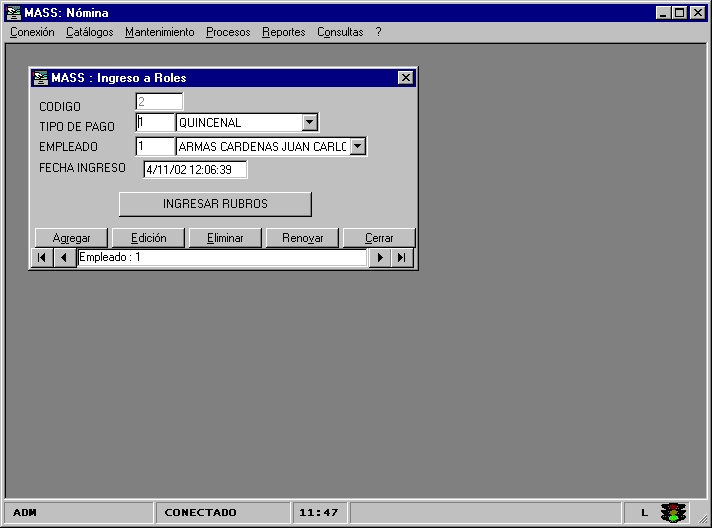 MASS: Nómina
Conexión Catálogos Mantenimiento Procesos Reportes Consultas ?
MASS : Ingreso a Roles
CODIGO 2
TIPO DE PAGO 1 QUINCENAL
EMPLEADO 1 ARMAS CARDENAS JUAN CARLO
FECHA INGRESO 4/11/02 12:06:39
INGRESAR RUBROS
Agregar Edición Eliminar Renovar Cerrar
Empleado : 1
ADM CONECTADO 11:47 L